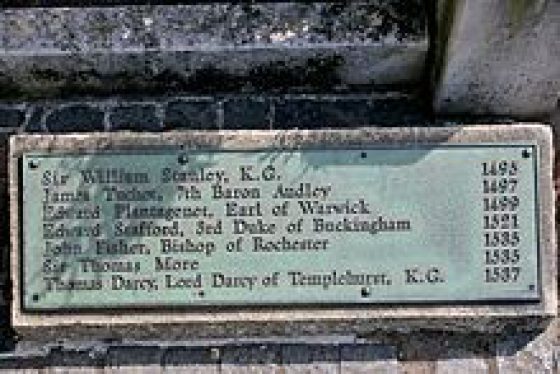 Sir William Stanley, K.G. 1495
James Tuchet, 7th Baron Audley 1497
Edward Plantagenet, Earl of Warwick 1499
Edward Stafford, 3rd Duke of Buckingham 1521
John Fisher, Bishop of Rochester 1535
Sir Thomas More 1535
Thomas Darcy, Lord Darcy of Templehurst, K.G. 1537